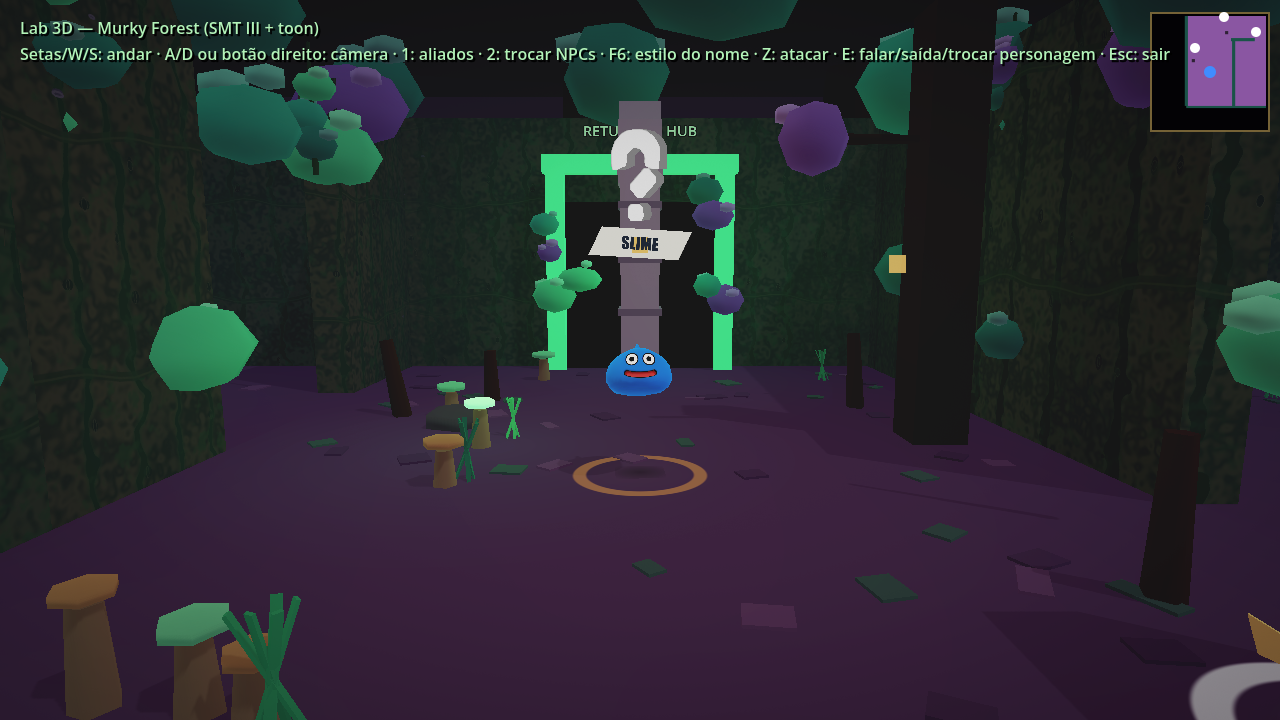 Lab 3D — Murky Forest (SMT III + toon)
Setas/W/S: andar · A/D ou botão direito: câmera · 1: aliados · 2: trocar NPCs · F6: estilo do nome · Z: atacar · E: falar/saída/trocar personagem · Esc: sair
RETU HUB
?
SLIME